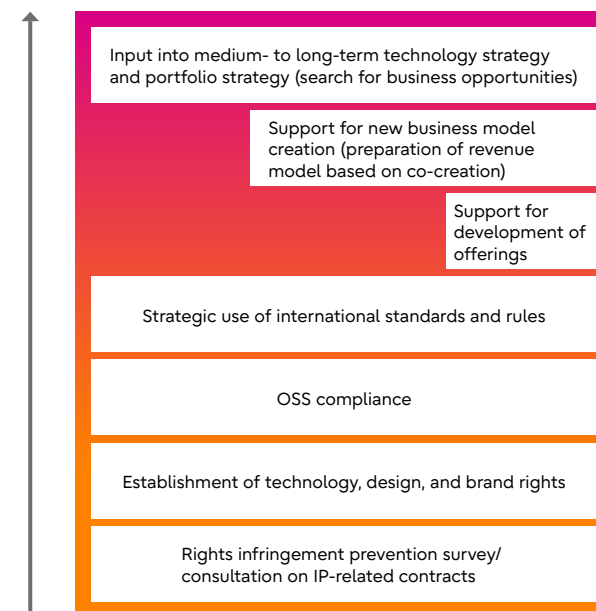 Input into medium- to long-term technology strategy
and portfolio strategy (search for business opportunities)
Support for new business model
creation (preparation of revenue
model based on co-creation)
Support for
development of
offerings
Strategic use of international standards and rules
OSS compliance
Establishment of technology, design, and brand rights
Rights infringement prevention survey/
consultation on IP-related contracts